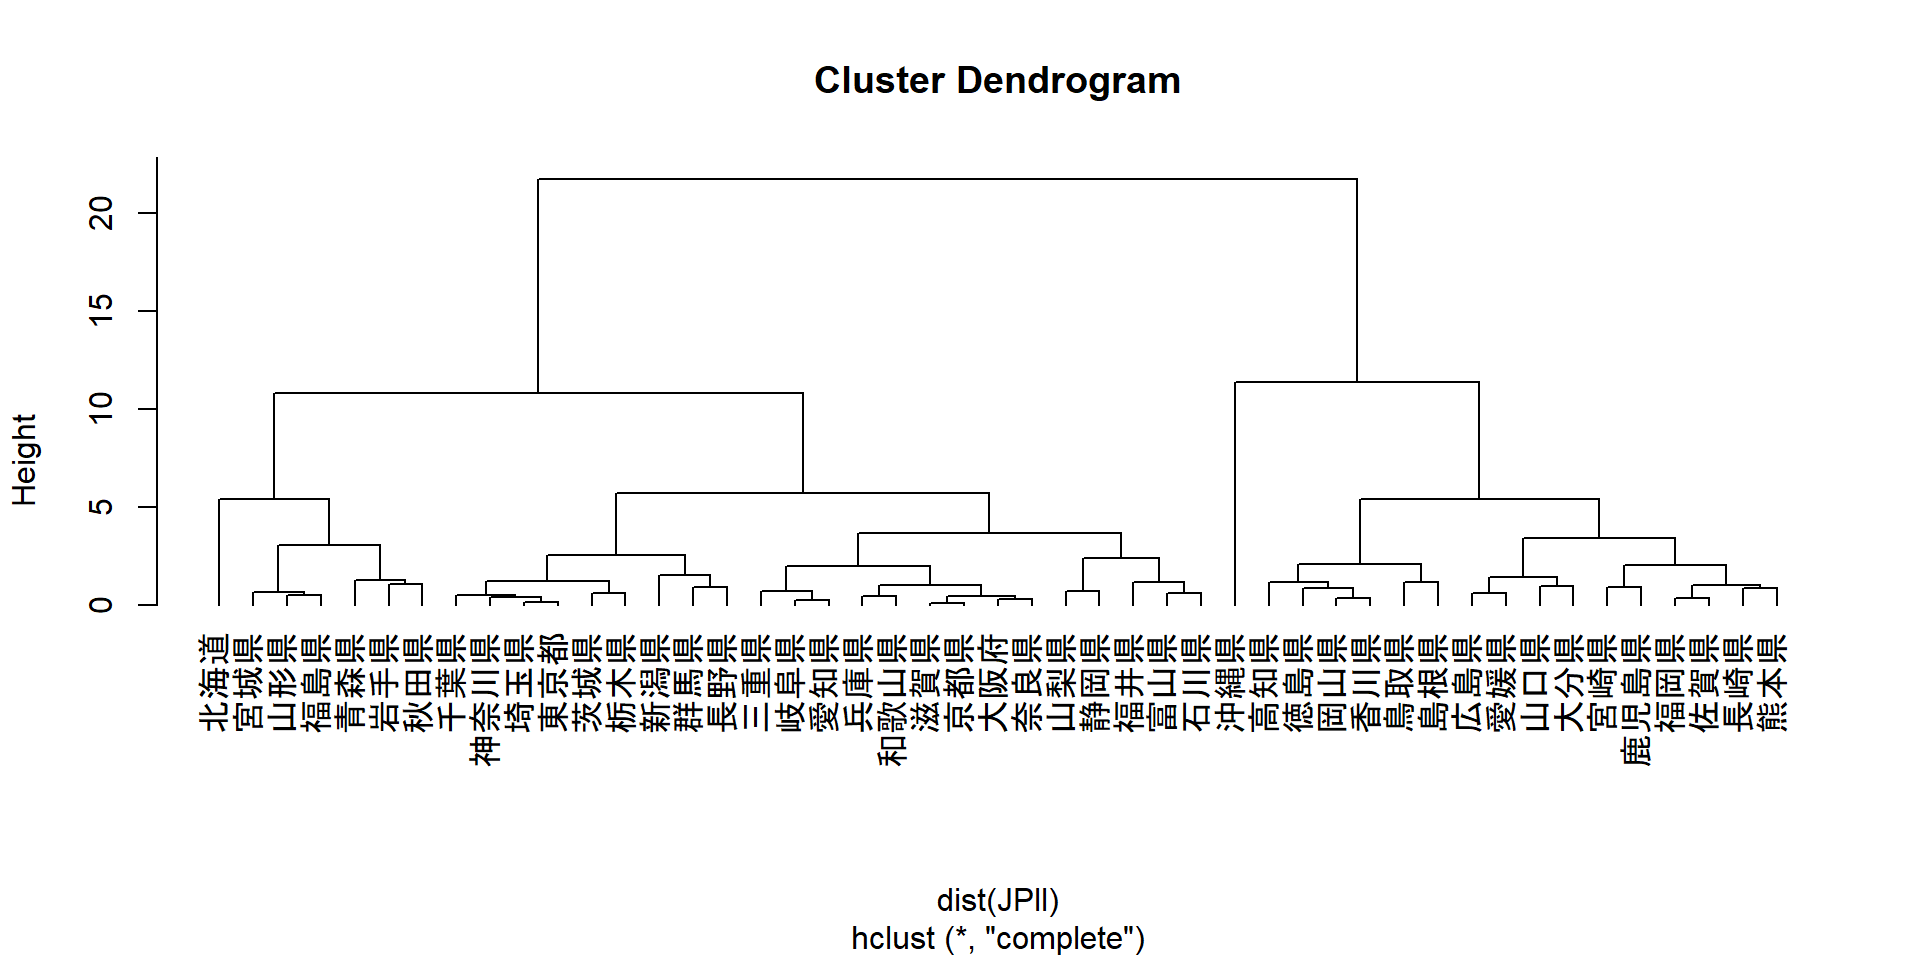 Cluster Dendrogram
Height
0
5
10
15
20
北海道
宮城県
山形県
福島県
青森県
岩手県
秋田県
千葉県
神奈川県
埼玉県
東京都
茨城県
栃木県
新潟県
群馬県
長野県
三重県
岐阜県
愛知県
兵庫県
和歌山県
滋賀県
京都県
大阪府
奈良県
山梨県
静岡県
福井県
富山県
石川県
沖縄県
高知県
徳島県
岡山県
香川県
鳥取県
島根県
広島県
愛媛県
山口県
大分県
宮崎県
鹿児島県
福岡県
佐賀県
長崎県
熊本県
dist(JPll)
hclust (*, "complete")